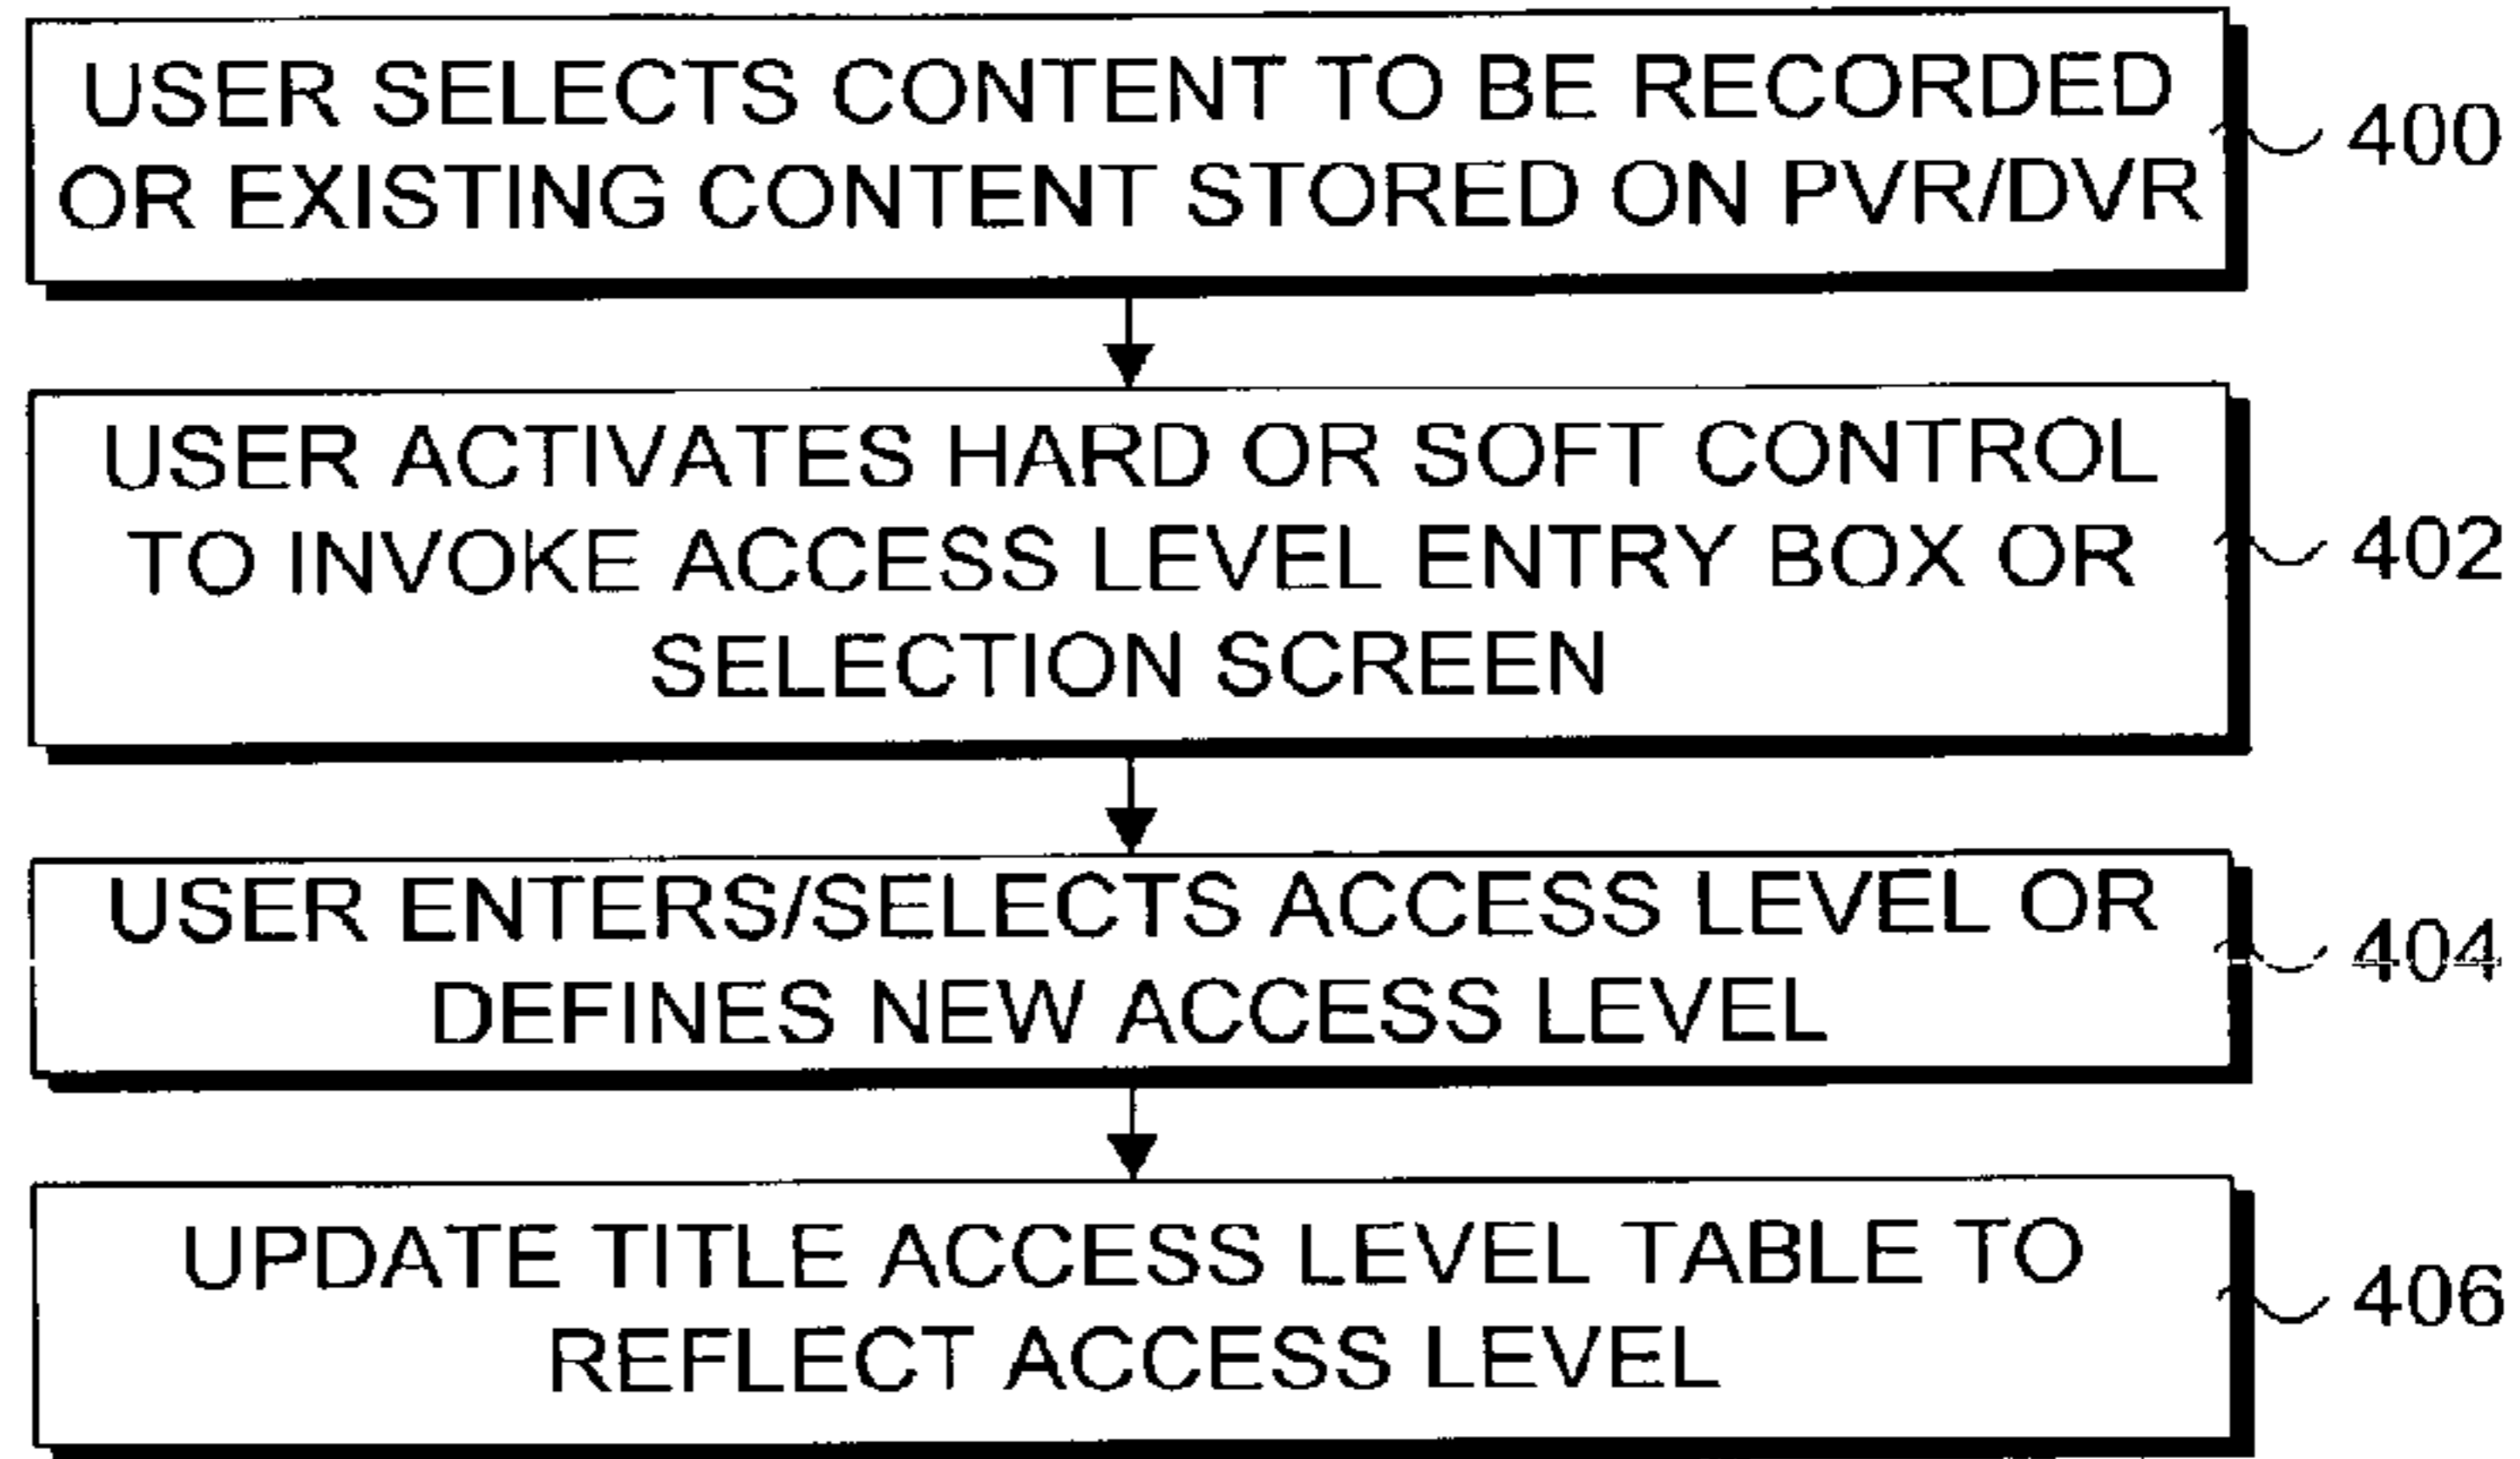 USER SELECTS CONTENT TO BE RECORDED
OR EXISTING CONTENT STORED ON PVR/DVR
400
USER ACTIVATES HARD OR SOFT CONTROL
TO INVOKE ACCESS LEVEL ENTRY BOX OR
SELECTION SCREEN
402
USER ENTERS/SELECTS ACCESS LEVEL OR
DEFINES NEW ACCESS LEVEL
404
UPDATE TITLE ACCESS LEVEL TABLE TO
REFLECT ACCESS LEVEL
406